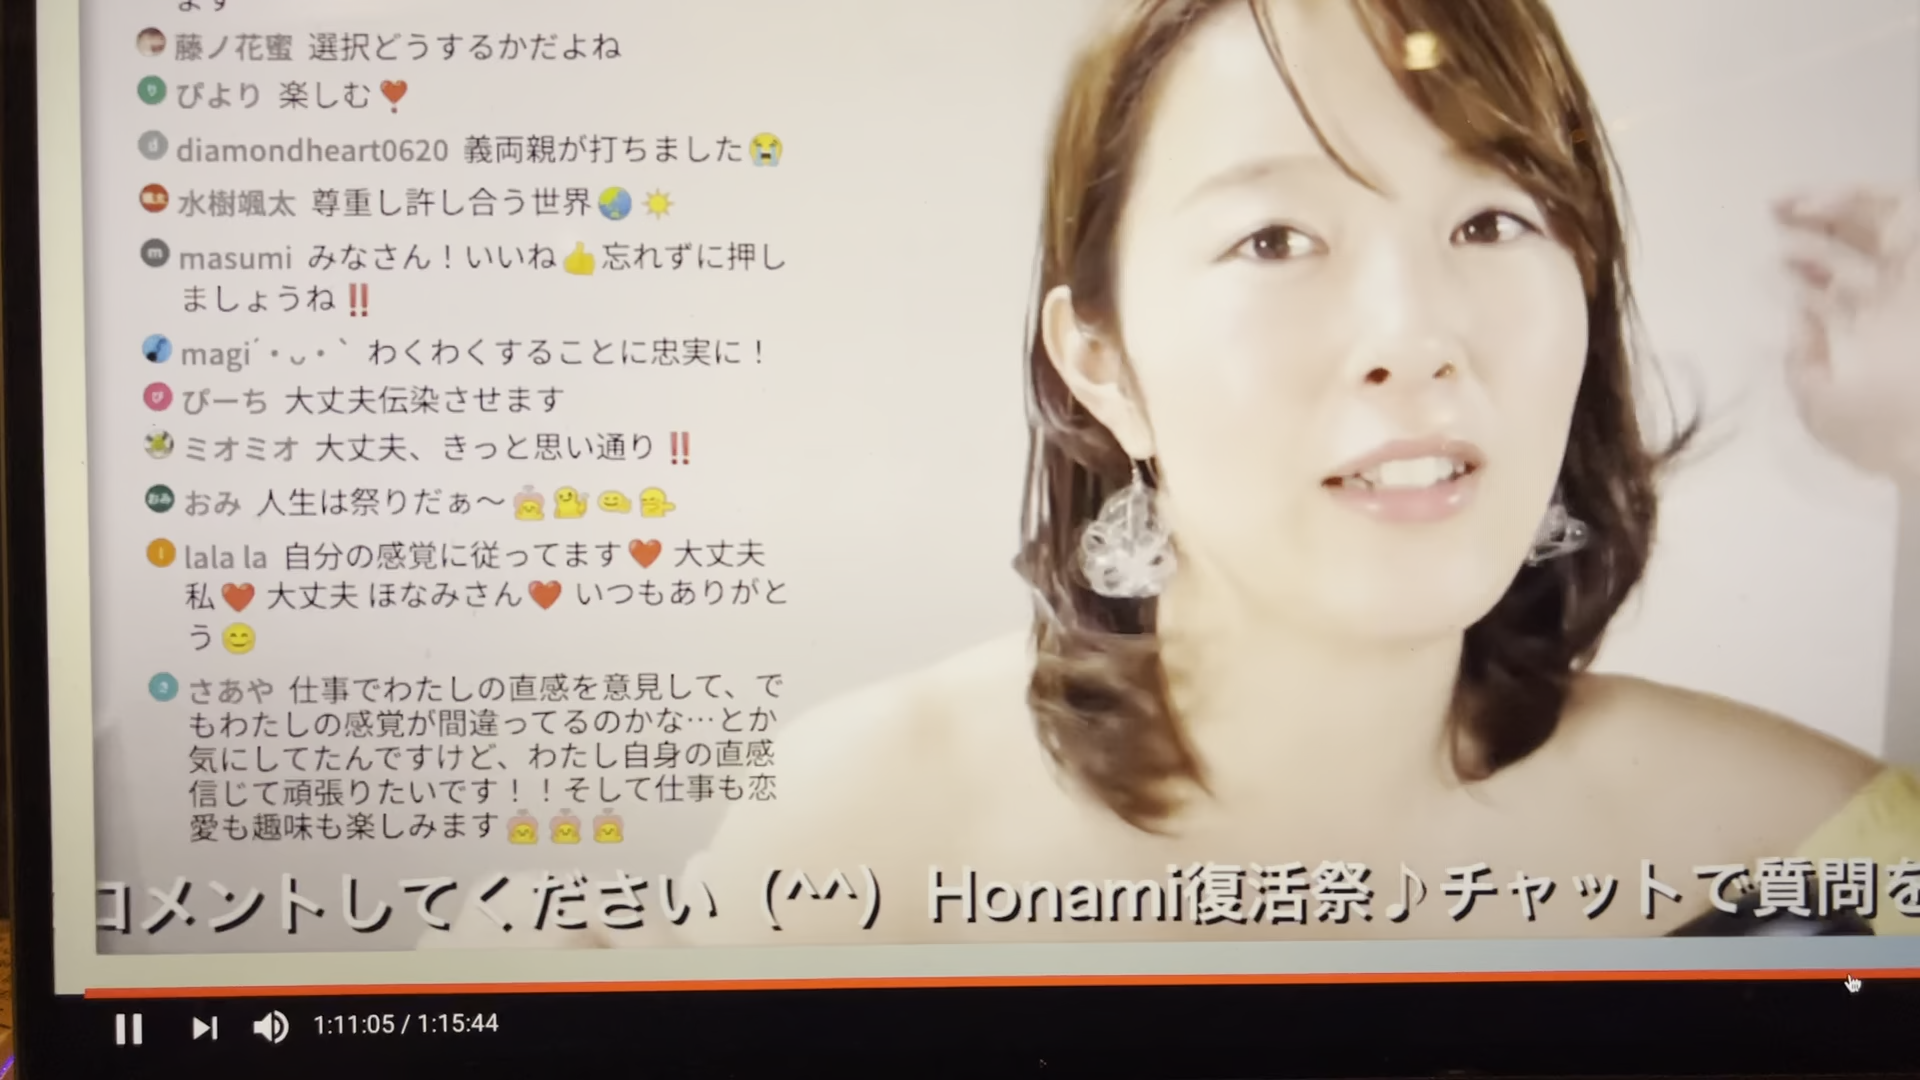 ます
藤ノ花蜜 選択どうするかだよね
ぴより 楽しむ❣️
diamondheart0620 義両親が打ちました😭
水樹颯太 尊重し許し合う世界🌏☀️
masumi みなさん！いいね👍忘れずに押し
ましょうね‼️
magi´・ᴗ・` わくわくすることに忠実に！
ぴーち 大丈夫伝染させます
ミオミオ 大丈夫、きっと思い通り‼️
おみ 人生は祭りだぁ〜
lala la 自分の感覚に従ってます❤️ 大丈夫
私❤️ 大丈夫 ほなみさん❤️ いつもありがと
う😊
さあや 仕事でわたしの直感を意見して、で
もわたしの感覚が間違ってるのかな…とか
気にしてたんですけど、わたし自身の直感
信じて頑張りたいです！！そして仕事も恋
愛も趣味も楽しみます
コメントしてください (^^) Honami復活祭♪チャットで質問を
1:11:05 / 1:15:44